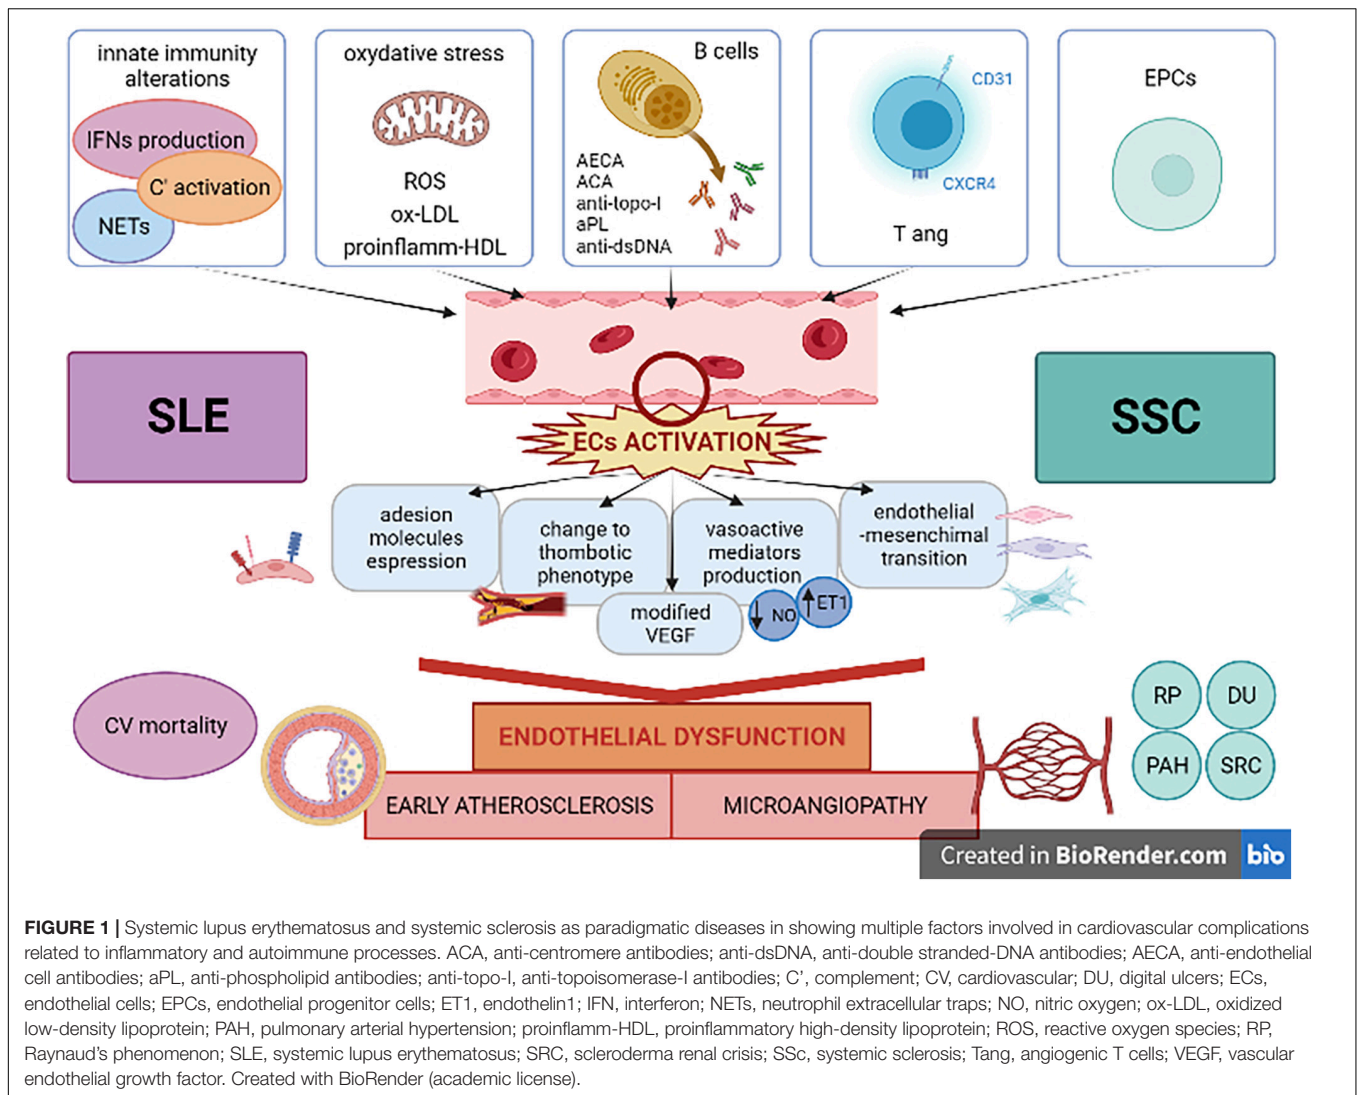 innate immunity
alterations
IFNs production
C' activation
NETs
oxydative stress
ROS
ox-LDL
proinflamm-HDL
B cells
AECA
ACA
anti-topo-I
aPL
anti-dsDNA
CD31
CXCR4
T ang
EPCs
SLE
SSC
ECs ACTIVATION
adesion
molecules
espression
change to
thombotic
phenotype
modified
VEGF
vasoactive
mediators
production
NO
ET1
endothelial
-mesenchimal
transition
CV mortality
ENDOTHELIAL DYSFUNCTION
EARLY ATHEROSCLEROSIS
MICROANGIOPATHY
RP
DU
PAH
SRC
Created in BioRender.com bio
FIGURE 1 | Systemic lupus erythematosus and systemic sclerosis as paradigmatic diseases in showing multiple factors involved in cardiovascular complications
related to inflammatory and autoimmune processes. ACA, anti-centromere antibodies; anti-dsDNA, anti-double stranded-DNA antibodies; AECA, anti-endothelial
cell antibodies; aPL, anti-phospholipid antibodies; anti-topo-I, anti-topoisomerase-I antibodies; C', complement; CV, cardiovascular; DU, digital ulcers; ECs,
endothelial cells; EPCs, endothelial progenitor cells; ET1, endothelin1; IFN, interferon; NETs, neutrophil extracellular traps; NO, nitric oxygen; ox-LDL, oxidized
low-density lipoprotein; PAH, pulmonary arterial hypertension; proinflamm-HDL, proinflammatory high-density lipoprotein; ROS, reactive oxygen species; RP,
Raynaud's phenomenon; SLE, systemic lupus erythematosus; SRC, scleroderma renal crisis; SSc, systemic sclerosis; Tang, angiogenic T cells; VEGF, vascular
endothelial growth factor. Created with BioRender (academic license).